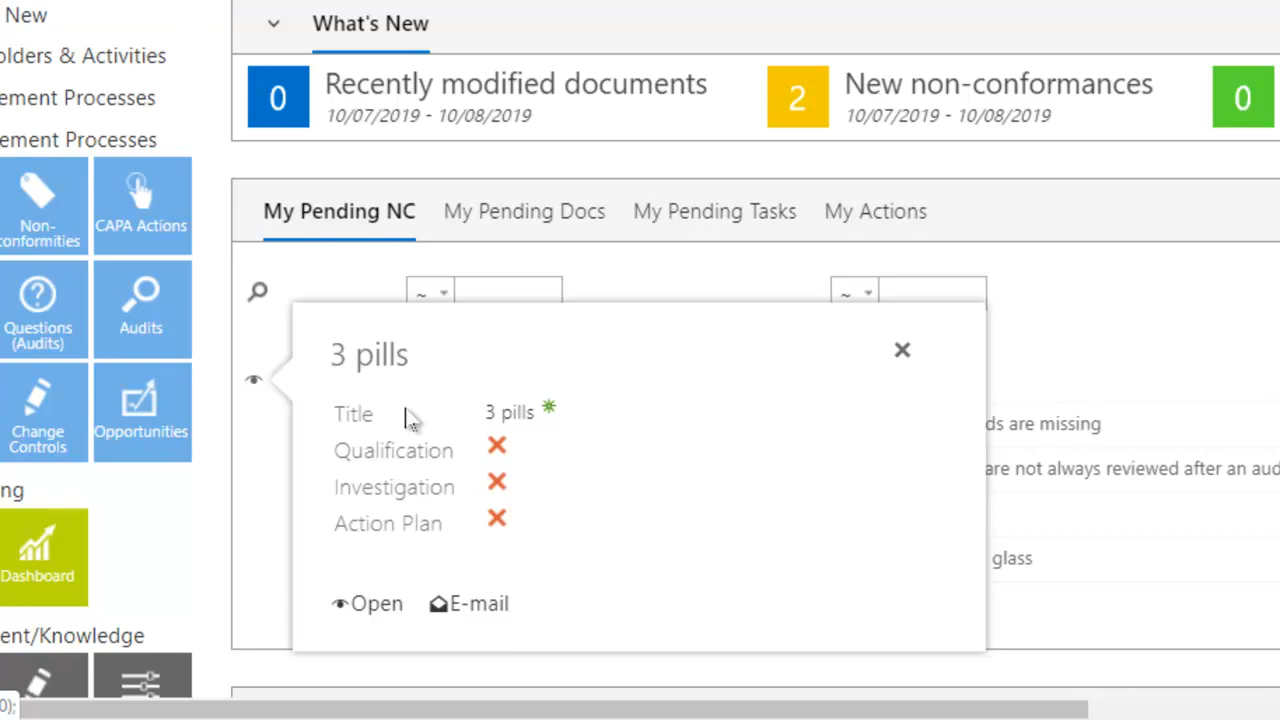 New
olders & Activities
ement Processes
ement Processes
Non-
conformities
CAPA Actions
Questions
(Audits)
Audits
Change
Controls
Opportunities
ng
Dashboard
ent/Knowledge
0);
What's New
0
Recently modified documents
10/07/2019 - 10/08/2019
2
New non-conformances
10/07/2019 - 10/08/2019
0
My Pending NC My Pending Docs My Pending Tasks My Actions
~ ~
3 pills
Title 3 pills
Qualification
Investigation
Action Plan
Open E-mail
ds are missing
are not always reviewed after an aud
glass